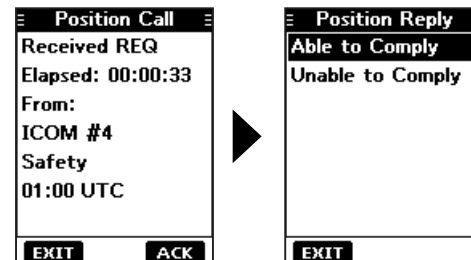 Position Call
Received REQ
Elapsed: 00:00:33
From:
ICOM #4
Safety
01:00 UTC
EXIT
ACK
Position Reply
Able to Comply
Unable to Comply
EXIT